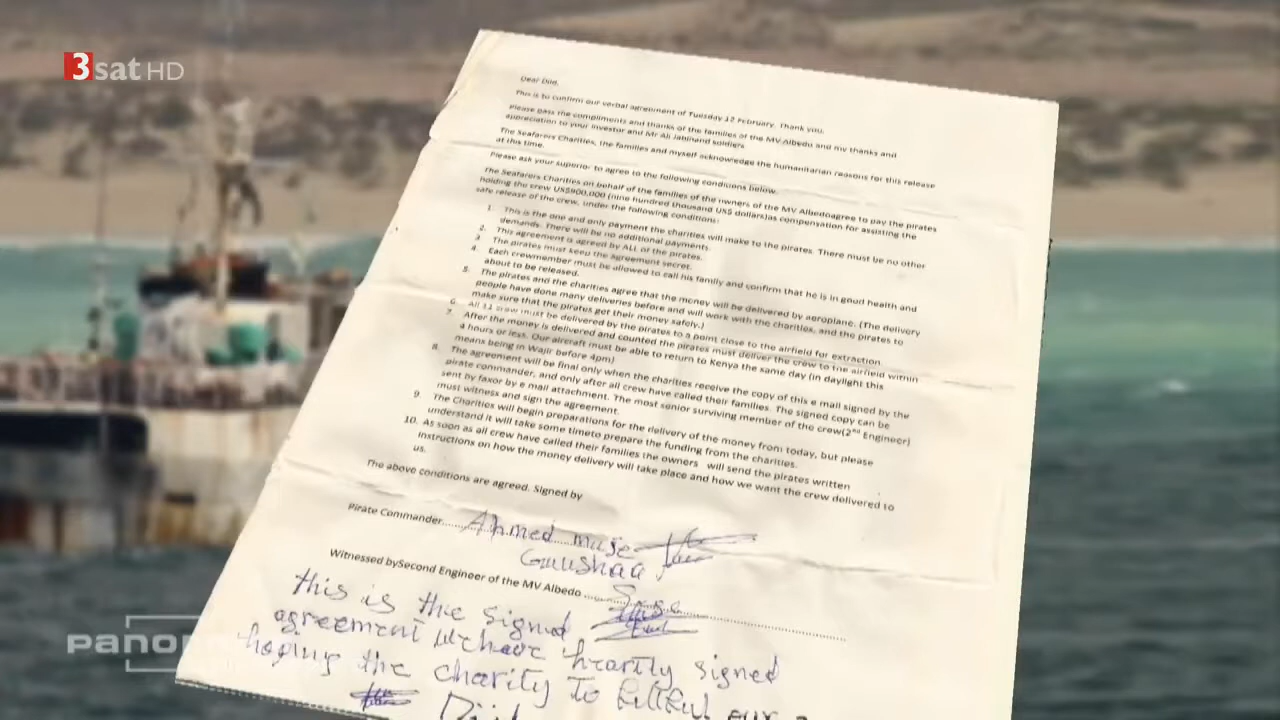 3sat HD
Dear Diid,
This is to confirm our verbal agreement of Tuesday 12 February. Thank you.
Please pass the compliments and thanks of the families of the MV Albedo and my thanks and
appreciation to your investor and Mr Ali Jabinand soldiers
The Seafarers Charities, the families and myself acknowledge the humanitarian reasons for this release
at this time.
Please ask your superior to agree to the following conditions below.
The Seafarers Charities on behalf of the families of the owners of the MV Albedoagree to pay the pirates
holding the crew US$900,000 (nine hundred thousand US$ dollars)as compensation for assisting the
safe release of the crew, under the following conditions:
1. This is the one and only payment the charities will make to the pirates. There must be no other
demands. There will be no additional payments.
2. This agreement is agreed by ALL of the pirates.
3 The pirates must keep the agreement secret.
4. Each crewmember must be allowed to call his family and confirm that he is in good health and
about to be released.
5. The pirates and the charities agree that the money will be delivered by aeroplane. (The delivery
people have done many deliveries before and will work with the charities, and the pirates to
make sure that the pirates get their money safely.)
6. All 11 crew must be delivered by the pirates to a point close to the airfield for extraction.
7. After the money is delivered and counted the pirates must deliver the crew to the airfield within
4 hours or less. Our aircraft must be able to return to Kenya the same day (in daylight this
means being in Wajir before 4pm)
8. The agreement will be final only when the charities receive the copy of this e mail signed by the
pirate commander, and only after all crew have called their families. The signed copy can be
sent by faxor by e mail attachment. The most senior surviving member of the crew(2nd Engineer)
must witness and sign the agreement.
9. The Charities will begin preparations for the delivery of the money from today, but please
understand it will take some timeto prepare the funding from the charities.
10. As soon as all crew have called their families the owners will send the pirates written
instructions on how the money delivery will take place and how we want the crew delivered to
us.
The above conditions are agreed. Signed by
Pirate Commander.......Ahmed muse
Guushaa
Witnessed bySecond Engineer of the MV Albedo
this is the signed
agreement we have heartly signed
hoping the charity to
Diid
PANO